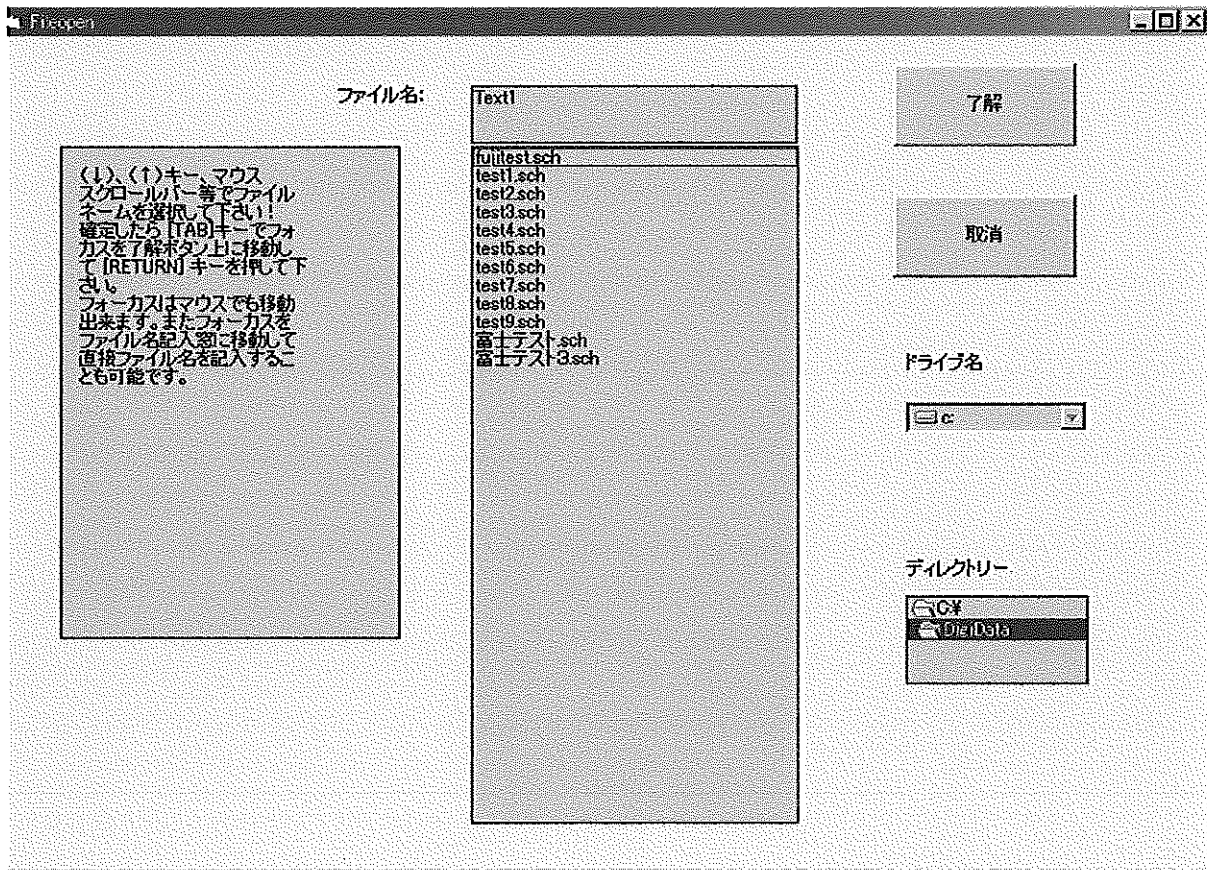 Fileopen
ファイル名:
Text1
了解
〈↓〉、〈↑〉キー、マウス
スクロールバー等でファイル
ネームを選択して下さい！
確定したら [TAB]キーでフォ
カスを了解ボタン上に移動し
て [RETURN] キーを押して下
さい。
フォーカスはマウスでも移動
出来ます。またフォーカスを
ファイル名記入窓に移動して
直接ファイル名を記入するこ
とも可能です。
fujitest.sch
test1.sch
test2.sch
test3.sch
test4.sch
test5.sch
test6.sch
test7.sch
test8.sch
test9.sch
富士テスト.sch
富士テスト3.sch
取消
ドライブ名
c:
ディレクトリー
C:¥
DigiData